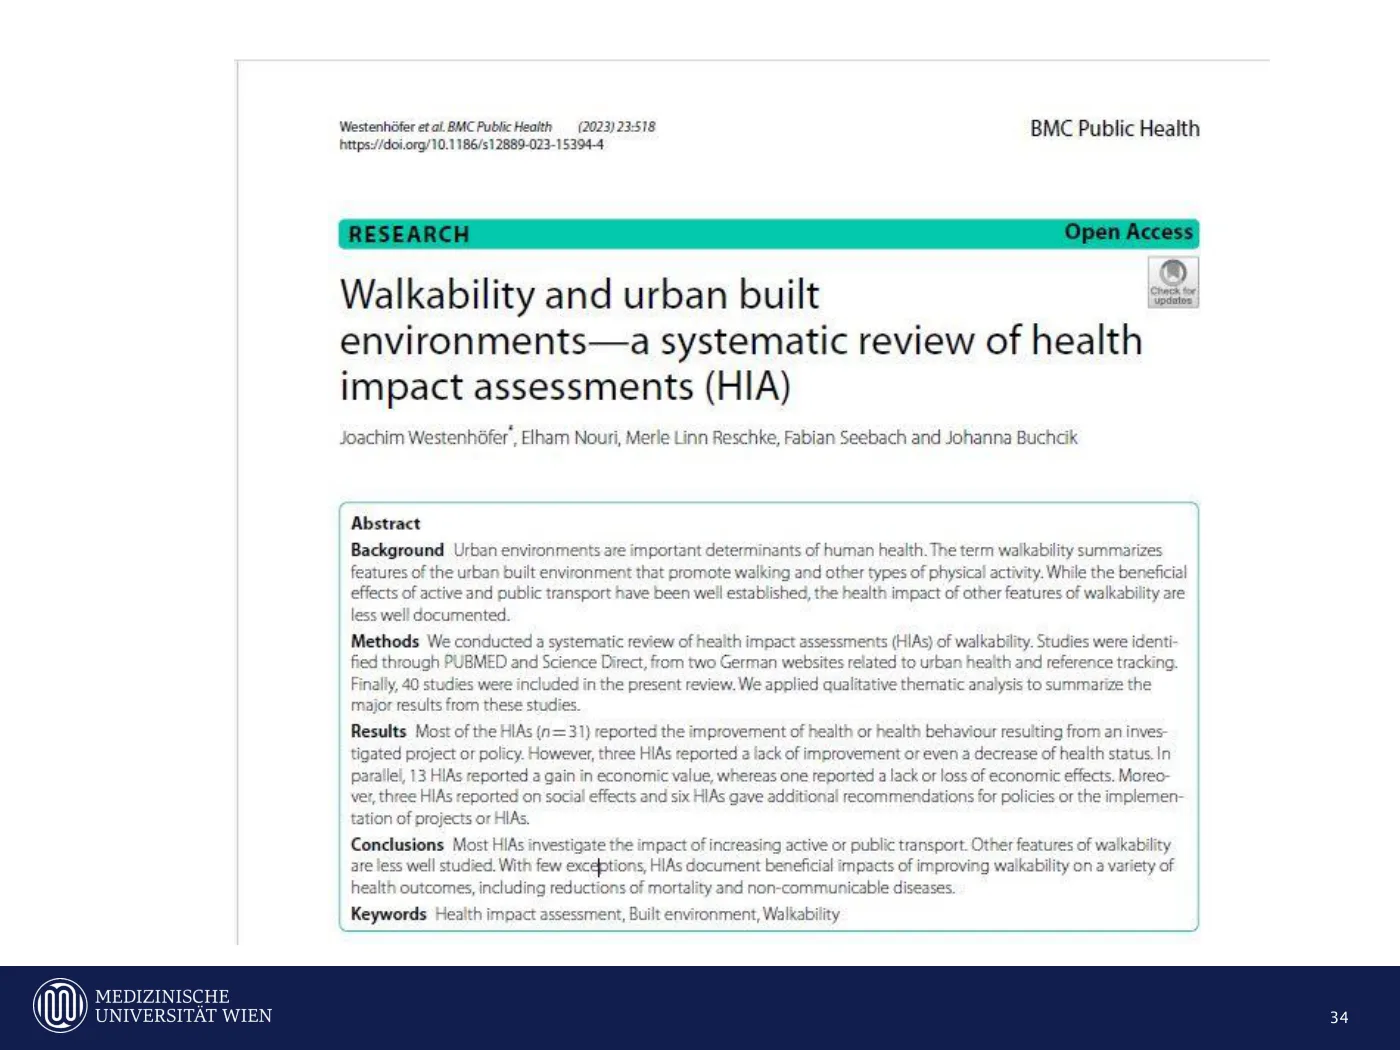 Westenhöfer et al. BMC Public Health (2023) 23:518
https://doi.org/10.1186/s12889-023-15394-4
BMC Public Health
RESEARCH
Open Access
Check for
updates
Walkability and urban built
environments—a systematic review of health
impact assessments (HIA)
Joachim Westenhöfer*, Elham Nouri, Merle Linn Reschke, Fabian Seebach and Johanna Buchcik
Abstract
Background Urban environments are important determinants of human health. The term walkability summarizes
features of the urban built environment that promote walking and other types of physical activity. While the beneficial
effects of active and public transport have been well established, the health impact of other features of walkability are
less well documented.
Methods We conducted a systematic review of health impact assessments (HIAs) of walkability. Studies were identi-
fied through PUBMED and Science Direct, from two German websites related to urban health and reference tracking.
Finally, 40 studies were included in the present review. We applied qualitative thematic analysis to summarize the
major results from these studies.
Results Most of the HIAs (n = 31) reported the improvement of health or health behaviour resulting from an inves-
tigated project or policy. However, three HIAs reported a lack of improvement or even a decrease of health status. In
parallel, 13 HIAs reported a gain in economic value, whereas one reported a lack or loss of economic effects. Moreo-
ver, three HIAs reported on social effects and six HIAs gave additional recommendations for policies or the implemen-
tation of projects or HIAs.
Conclusions Most HIAs investigate the impact of increasing active or public transport. Other features of walkability
are less well studied. With few exceptions, HIAs document beneficial impacts of improving walkability on a variety of
health outcomes, including reductions of mortality and non-communicable diseases.
Keywords Health impact assessment, Built environment, Walkability
MEDIZINISCHE
UNIVERSITÄT WIEN
34